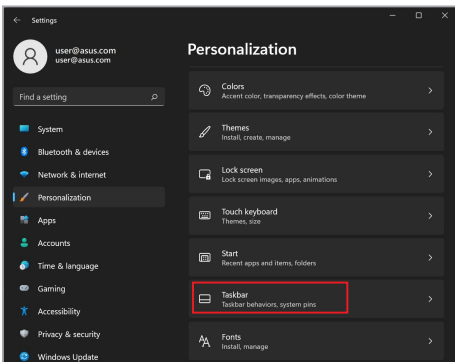 Settings
user@asus.com
user@asus.com
Find a setting
System
Bluetooth & devices
Network & internet
Personalization
Apps
Accounts
Time & language
Gaming
Accessibility
Privacy & security
Windows Update
Personalization
Colors
Accent color, transparency effects, color theme
Themes
Install, create, manage
Lock screen
Lock screen images, apps, animations
Touch keyboard
Themes, size
Start
Recent apps and items, folders
Taskbar
Taskbar behaviors, system pins
Fonts
Install, manage